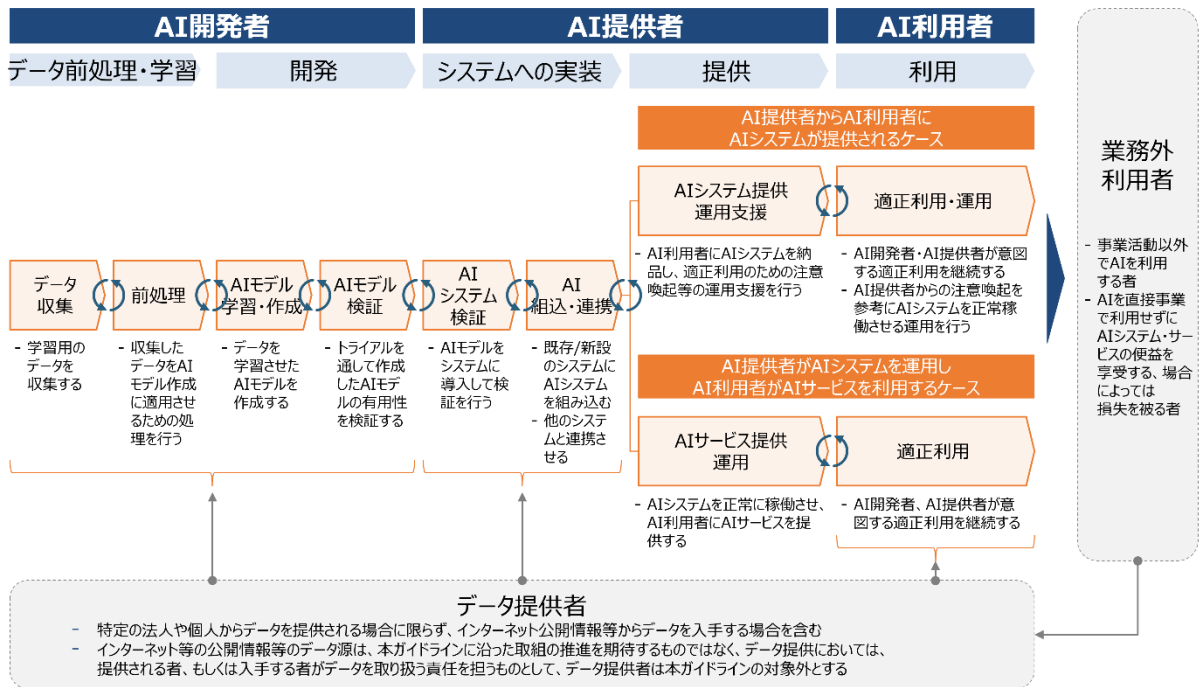 AI開発者
AI提供者
AI利用者
データ前処理・学習
開発
システムへの実装
提供
利用
AI提供者からAI利用者に
AIシステムが提供されるケース
AIシステム提供
運用支援
適正利用・運用
- AI利用者にAIシステムを納
品し、適正利用のための注意
喚起等の運用支援を行う
- AI開発者・AI提供者が意図
する適正利用を継続する
- AI提供者からの注意喚起を
参考にAIシステムを正常稼
働させる運用を行う
データ
収集
前処理
AIモデル
学習・作成
AIモデル
検証
AI
システム
検証
AI
組込・連携
- 学習用の
データを
収集する
- 収集した
データをAI
モデル作成
に適用させ
るための処
理を行う
- データを
学習させた
AIモデルを
作成する
- トライアルを
通して作成
したAIモデ
ルの有用性
を検証する
- AIモデルを
システムに
導入して検
証を行う
- 既存/新設
のシステムに
AIシステム
を組み込む
- 他のシステ
ムと連携さ
せる
AI提供者がAIシステムを運用し
AI利用者がAIサービスを利用するケース
AIサービス提供
運用
適正利用
- AIシステムを正常に稼働させ、
AI利用者にAIサービスを提
供する
- AI開発者、AI提供者が意
図する適正利用を継続する
業務外
利用者
- 事業活動以外
でAIを利用
する者
- AIを直接事業
で利用せずに
AIシステム・サ
ービスの便益を
享受する、場合
によっては
損失を被る者
データ提供者
- 特定の法人や個人からデータを提供される場合に限らず、インターネット公開情報等からデータを入手する場合を含む
- インターネット等の公開情報等のデータ源は、本ガイドラインに沿った取組の推進を期待するものではなく、データ提供においては、
提供される者、もしくは入手する者がデータを取り扱う責任を担うものとして、データ提供者は本ガイドラインの対象外とする